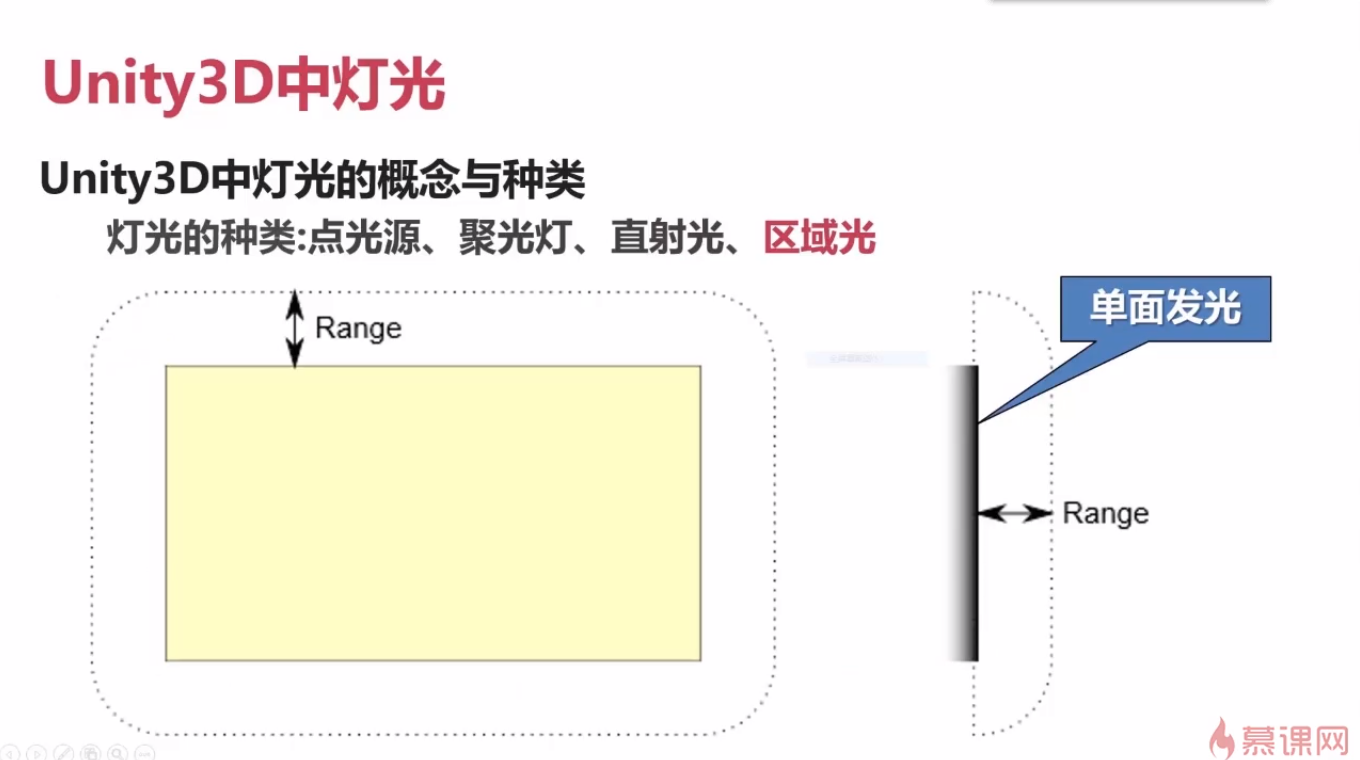 Unity3D中灯光
Unity3D中灯光的概念与种类
灯光的种类:点光源、聚光灯、直射光、区域光
单面发光
Range
Range
慕课网